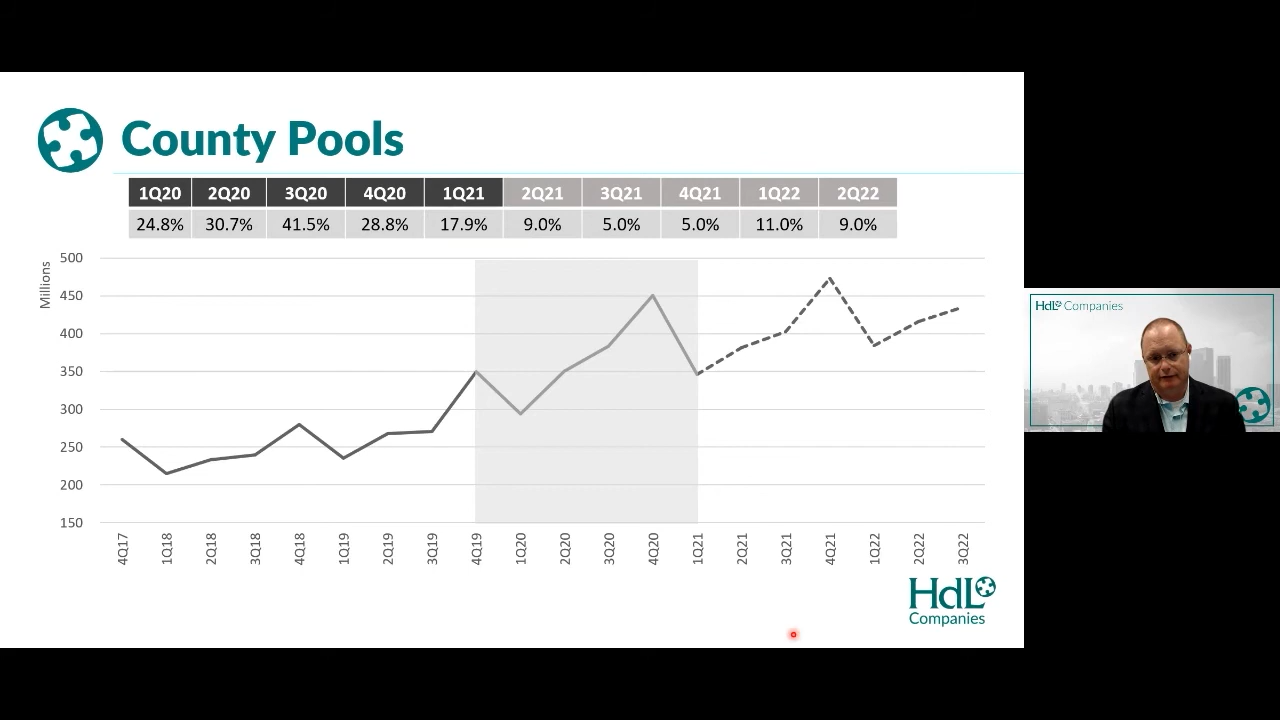 County Pools
1Q20 2Q20 3Q20 4Q20 1Q21 2Q21 3Q21 4Q21 1Q22 2Q22
24.8% 30.7% 41.5% 28.8% 17.9% 9.0% 5.0% 5.0% 11.0% 9.0%
Millions
500
450
400
350
300
250
200
150
4Q17 1Q18 2Q18 3Q18 4Q18 1Q19 2Q19 3Q19 4Q19 1Q20 2Q20 3Q20 4Q20 1Q21 2Q21 3Q21 4Q21 1Q22 2Q22 3Q22
HdL
Companies
HdL Companies